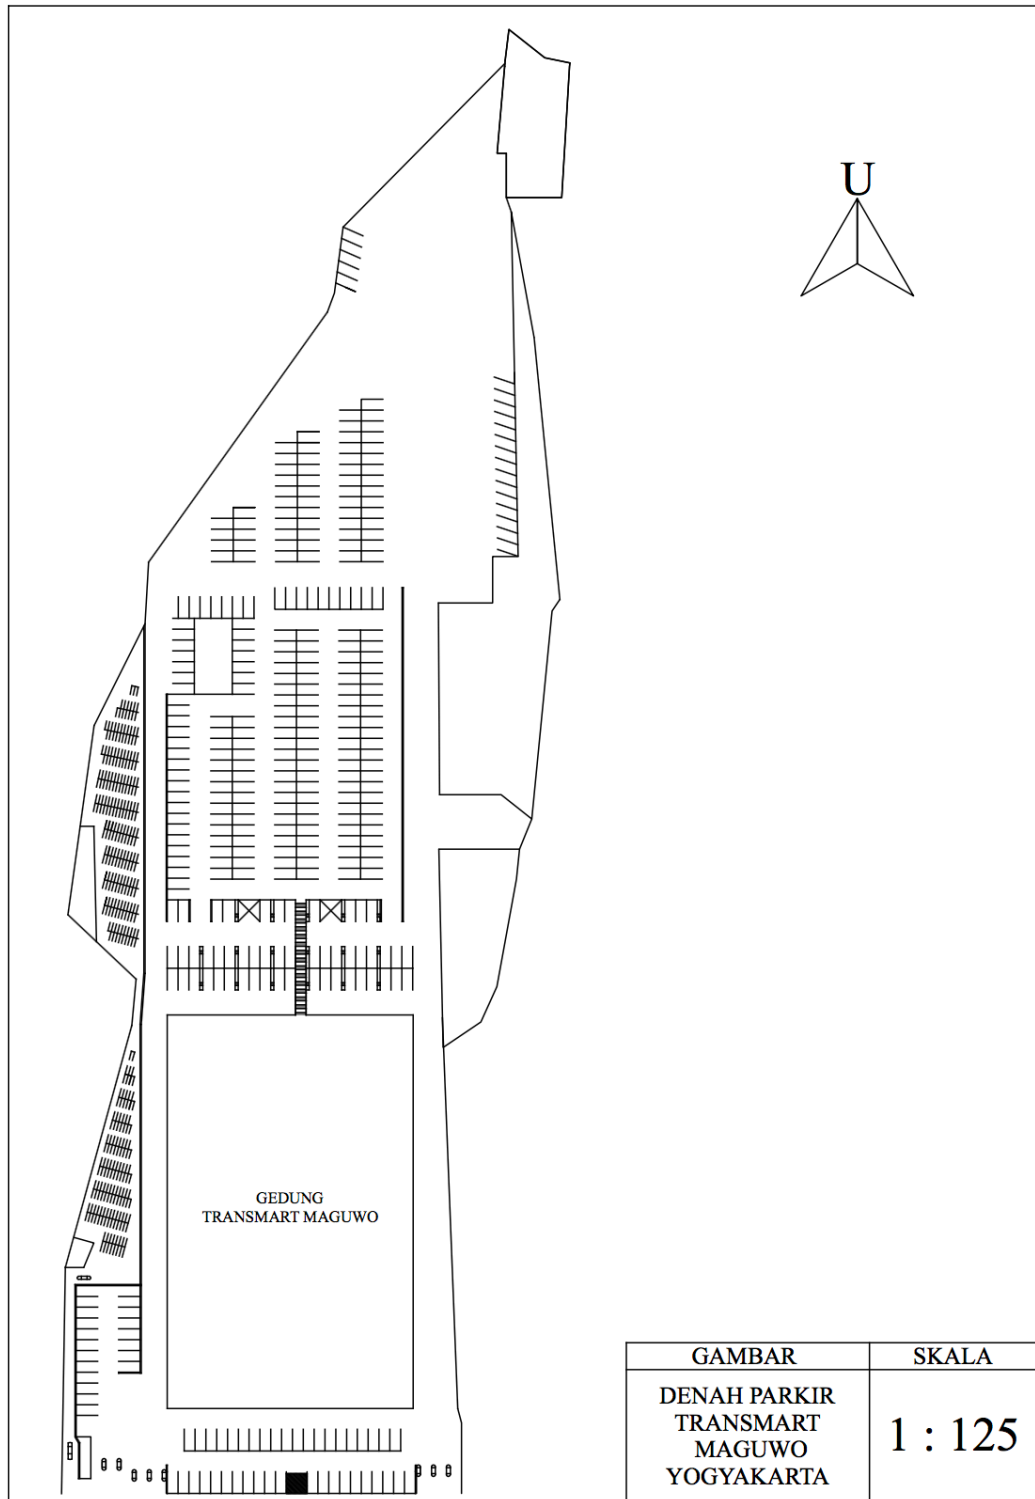 U
GEDUNG
TRANSMART MAGUWO
GAMBAR
SKALA
DENAH PARKIR
TRANSMART
MAGUWO
YOGYAKARTA
1 : 125